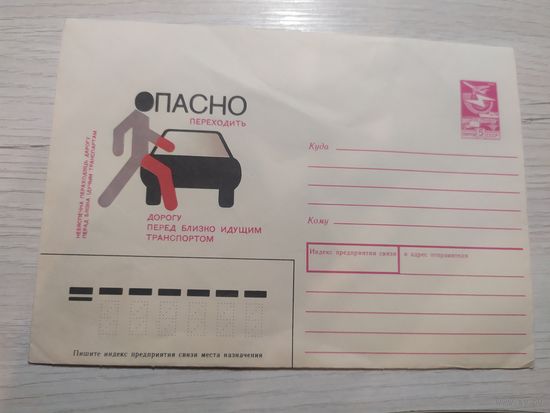 ОПАСНО
ПЕРЕХОДИТЬ
ДОРОГУ
ПЕРЕД БЛИЗКО ИДУЩИМ
ТРАНСПОРТОМ
5
Куда
Кому
Индекс предприятия связи
и адрес отправителя
Пишите индекс предприятия связи места назначения